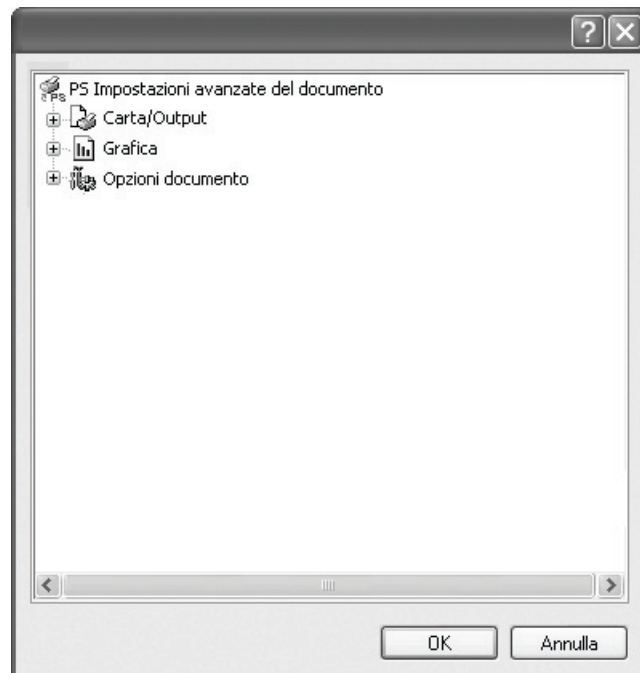 PS Impostazioni avanzate del documento
Carta/Output
Grafica
Opzioni documento
OK
Annulla